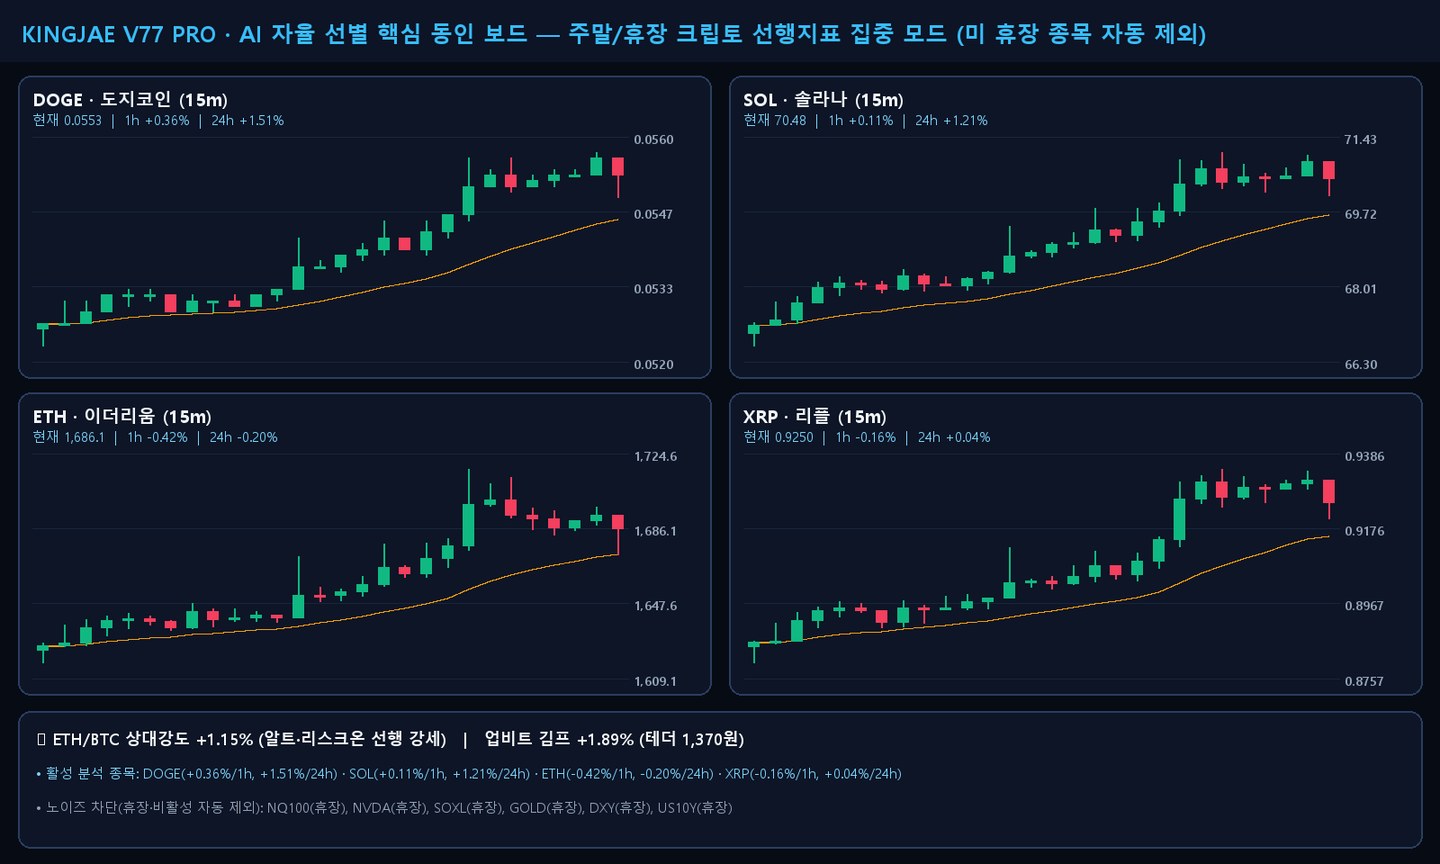 KINGJAE V77 PRO · AI 자율 선별 핵심 동인 보드 — 주말/휴장 크립토 선행지표 집중 모드 (미 휴장 종목 자동 제외)
DOGE · 도지코인 (15m)
현재 0.0553 | 1h +0.36% | 24h +1.51%
0.0560
0.0547
0.0533
0.0520
SOL · 솔라나 (15m)
현재 70.48 | 1h +0.11% | 24h +1.21%
71.43
69.72
68.01
66.30
ETH · 이더리움 (15m)
현재 1,686.1 | 1h -0.42% | 24h -0.20%
1,724.6
1,686.1
1,647.6
1,609.1
XRP · 리플 (15m)
현재 0.9250 | 1h -0.16% | 24h +0.04%
0.9386
0.9176
0.8967
0.8757
ETH/BTC 상대강도 +1.15% (알트·리스크온 선행 강세) | 업비트 김프 +1.89% (테더 1,370원)
• 활성 분석 종목: DOGE(+0.36%/1h, +1.51%/24h) · SOL(+0.11%/1h, +1.21%/24h) · ETH(-0.42%/1h, -0.20%/24h) · XRP(-0.16%/1h, +0.04%/24h)
• 노이즈 차단(휴장·비활성 자동 제외): NQ100(휴장), NVDA(휴장), SOXL(휴장), GOLD(휴장), DXY(휴장), US10Y(휴장)